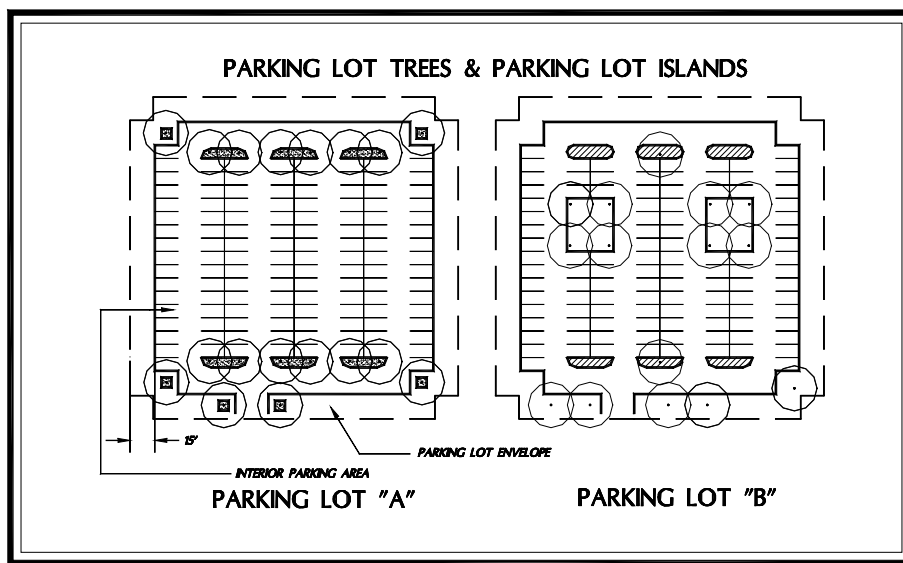 PARKING LOT TREES & PARKING LOT ISLANDS
15'
PARKING LOT ENVELOPE
INTERIOR PARKING AREA
PARKING LOT "A"
PARKING LOT "B"